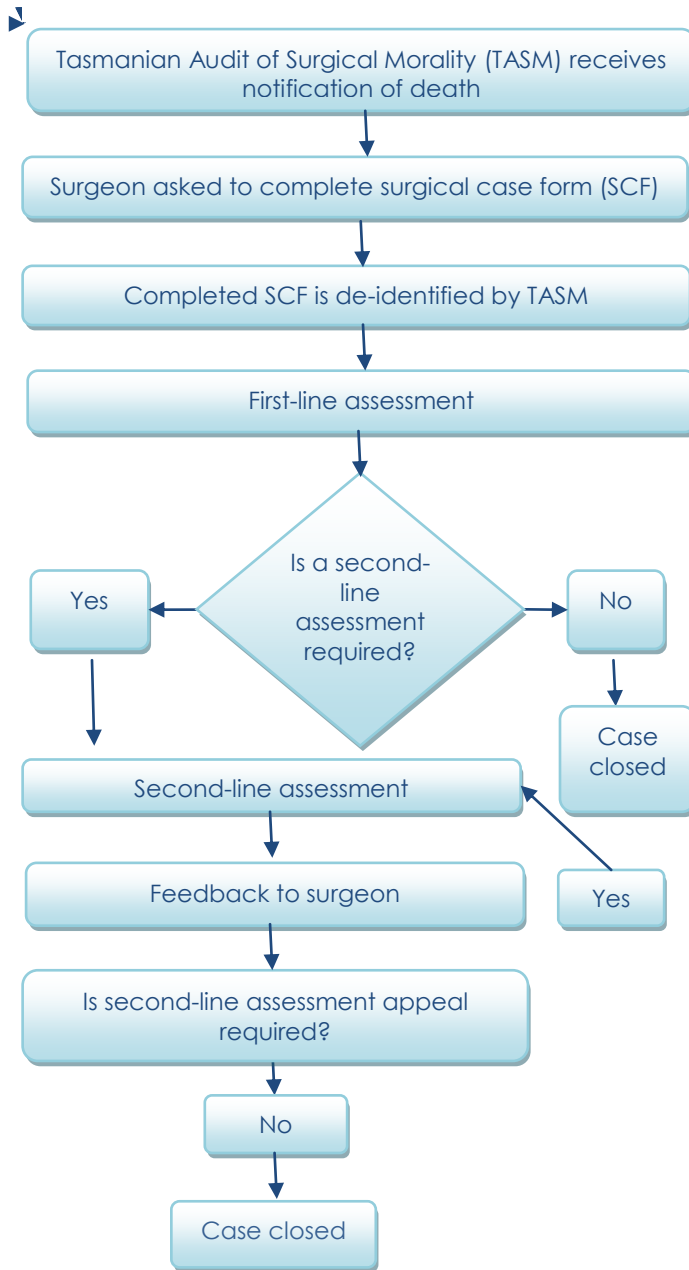 Tasmanian Audit of Surgical Morality (TASM) receives
notification of death
Surgeon asked to complete surgical case form (SCF)
Completed SCF is de-identified by TASM
First-line assessment
Is a second-
line
assessment
required?
Yes
No
Case
closed
Second-line assessment
Yes
Feedback to surgeon
Is second-line assessment appeal
required?
No
Case closed